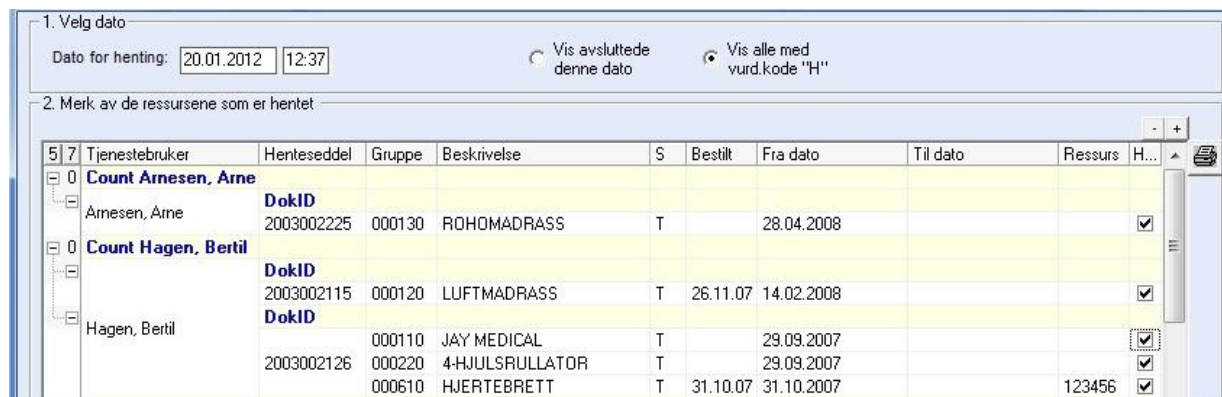 1. Velg dato
Dato for henting: 20.01.2012 12:37 Vis avsluttede denne dato Vis alle med vurd.kode "H"
2. Merk av de ressursene som er hentet
- +
5 7 Tjenestebruker Henteseddel Gruppe Beskrivelse S Bestilt Fra dato Til dato Ressurs H...
0 Count Arnesen, Arne
DokID
Arnesen, Arne 2003002225 000130 ROHOMADRASS T 28.04.2008
0 Count Hagen, Bertil
DokID
2003002115 000120 LUFTMADRASS T 26.11.07 14.02.2008
DokID
Hagen, Bertil
000110 JAY MEDICAL T 29.09.2007
2003002126 000220 4-HJULSRULLATOR T 29.09.2007
000610 HJERTEBRETT T 31.10.07 31.10.2007 123456